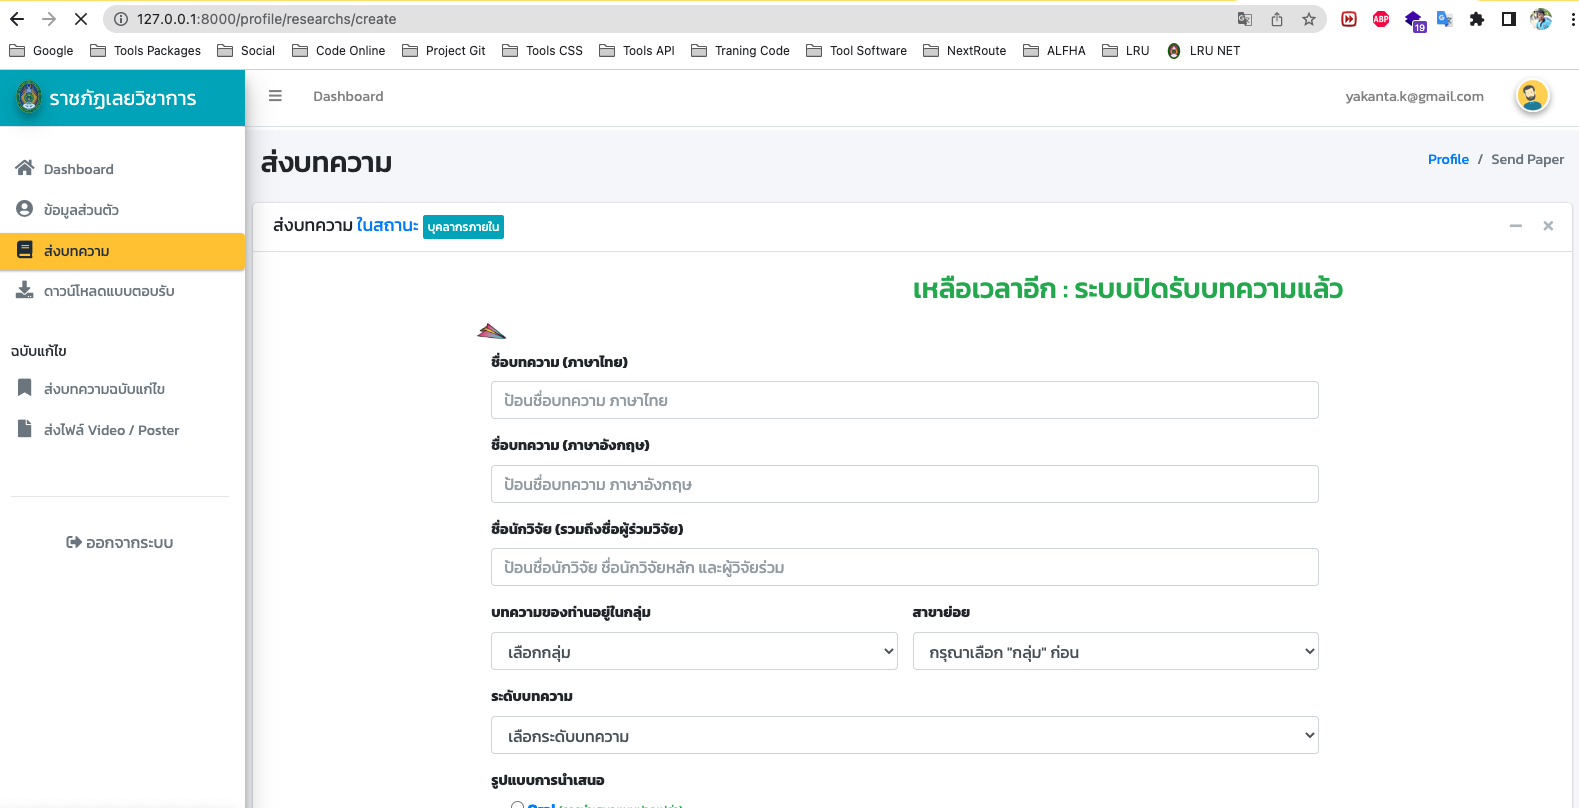 127.0.0.1:8000/profile/researchs/create
ABP
19
Google Tools Packages Social Code Online Project Git Tools CSS Tools API Traning Code Tool Software NextRoute ALFHA LRU LRU NET
ราชภัฏเลยวิชาการ
Dashboard
yakanta.k@gmail.com
Dashboard
ข้อมูลส่วนตัว
ส่งบทความ
ดาวน์โหลดแบบตอบรับ
ฉบับแก้ไข
ส่งบทความฉบับแก้ไข
ส่งไฟล์ Video / Poster
ออกจากระบบ
ส่งบทความ
Profile / Send Paper
ส่งบทความ ในสถานะ บุคลากรภายใน
เหลือเวลาอีก : ระบบปิดรับบทความแล้ว
ชื่อบทความ (ภาษาไทย)
ป้อนชื่อบทความ ภาษาไทย
ชื่อบทความ (ภาษาอังกฤษ)
ป้อนชื่อบทความ ภาษาอังกฤษ
ชื่อนักวิจัย (รวมถึงชื่อผู้ร่วมวิจัย)
ป้อนชื่อนักวิจัย ชื่อนักวิจัยหลัก และผู้วิจัยร่วม
บทความของท่านอยู่ในกลุ่ม สาขาย่อย
เลือกกลุ่ม กรุณาเลือก "กลุ่ม" ก่อน
ระดับบทความ
เลือกระดับบทความ
รูปแบบการนำเสนอ